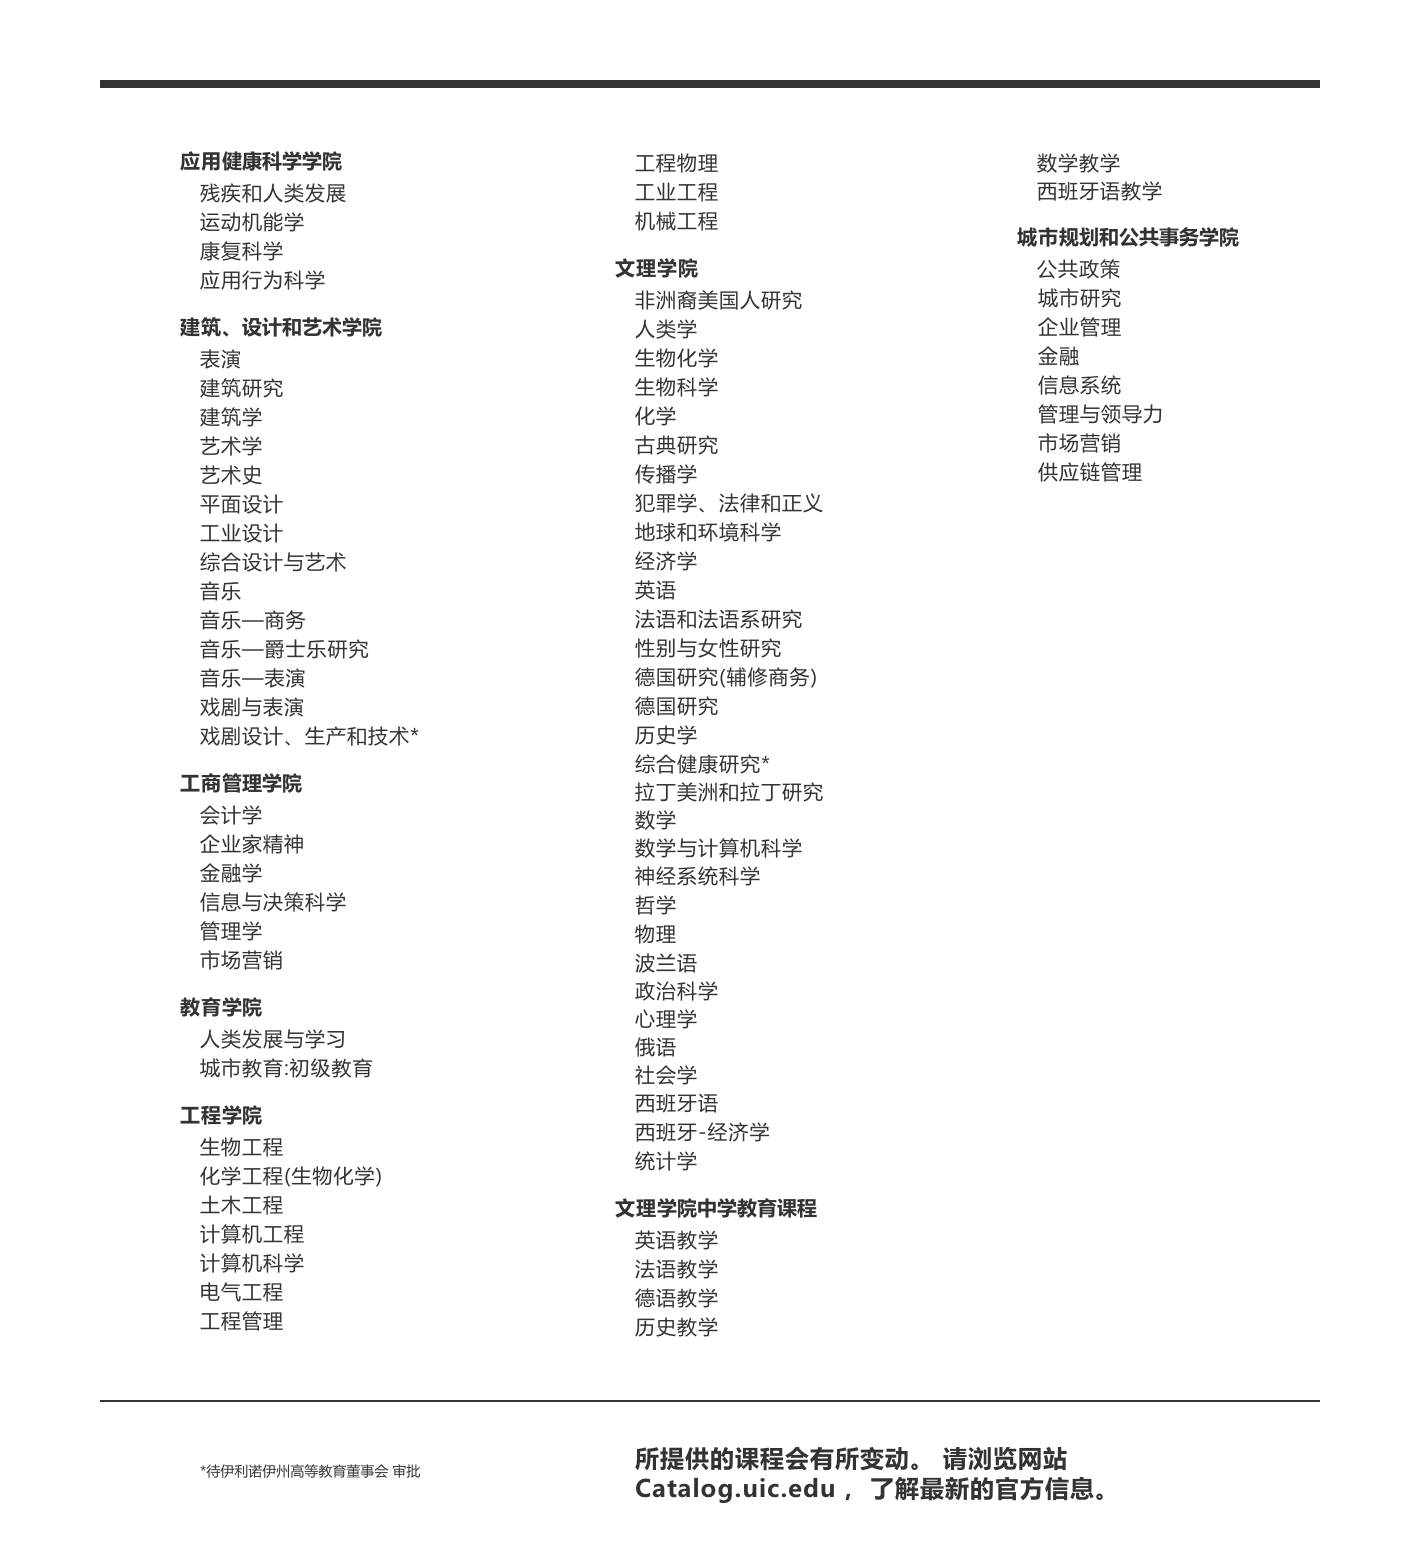 应用健康科学学院
残疾和人类发展
运动机能学
康复科学
应用行为科学
建筑、设计和艺术学院
表演
建筑研究
建筑学
艺术学
艺术史
平面设计
工业设计
综合设计与艺术
音乐
音乐—商务
音乐—爵士乐研究
音乐—表演
戏剧与表演
戏剧设计、生产和技术*
工商管理学院
会计学
企业家精神
金融学
信息与决策科学
管理学
市场营销
教育学院
人类发展与学习
城市教育:初级教育
工程学院
生物工程
化学工程(生物化学)
土木工程
计算机工程
计算机科学
电气工程
工程管理
工程物理
工业工程
机械工程
文理学院
非洲裔美国人研究
人类学
生物化学
生物科学
化学
古典研究
传播学
犯罪学、法律和正义
地球和环境科学
经济学
英语
法语和法语系研究
性别与女性研究
德国研究(辅修商务)
德国研究
历史学
综合健康研究*
拉丁美洲和拉丁研究
数学
数学与计算机科学
神经系统科学
哲学
物理
波兰语
政治科学
心理学
俄语
社会学
西班牙语
西班牙-经济学
统计学
文理学院中学教育课程
英语教学
法语教学
德语教学
历史教学
数学教学
西班牙语教学
城市规划和公共事务学院
公共政策
城市研究
企业管理
金融
信息系统
管理与领导力
市场营销
供应链管理
*待伊利诺伊州高等教育董事会 审批
所提供的课程会有所变动。 请浏览网站
Catalog.uic.edu ， 了解最新的官方信息。